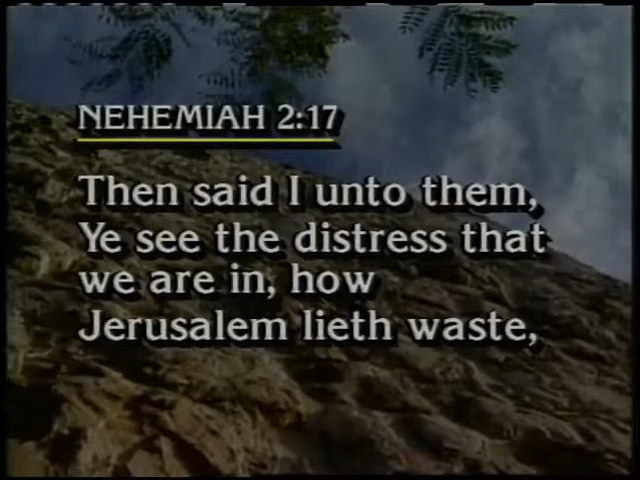 NEHEMIAH 2:17
Then said I unto them,
Ye see the distress that
we are in, how
Jerusalem lieth waste,